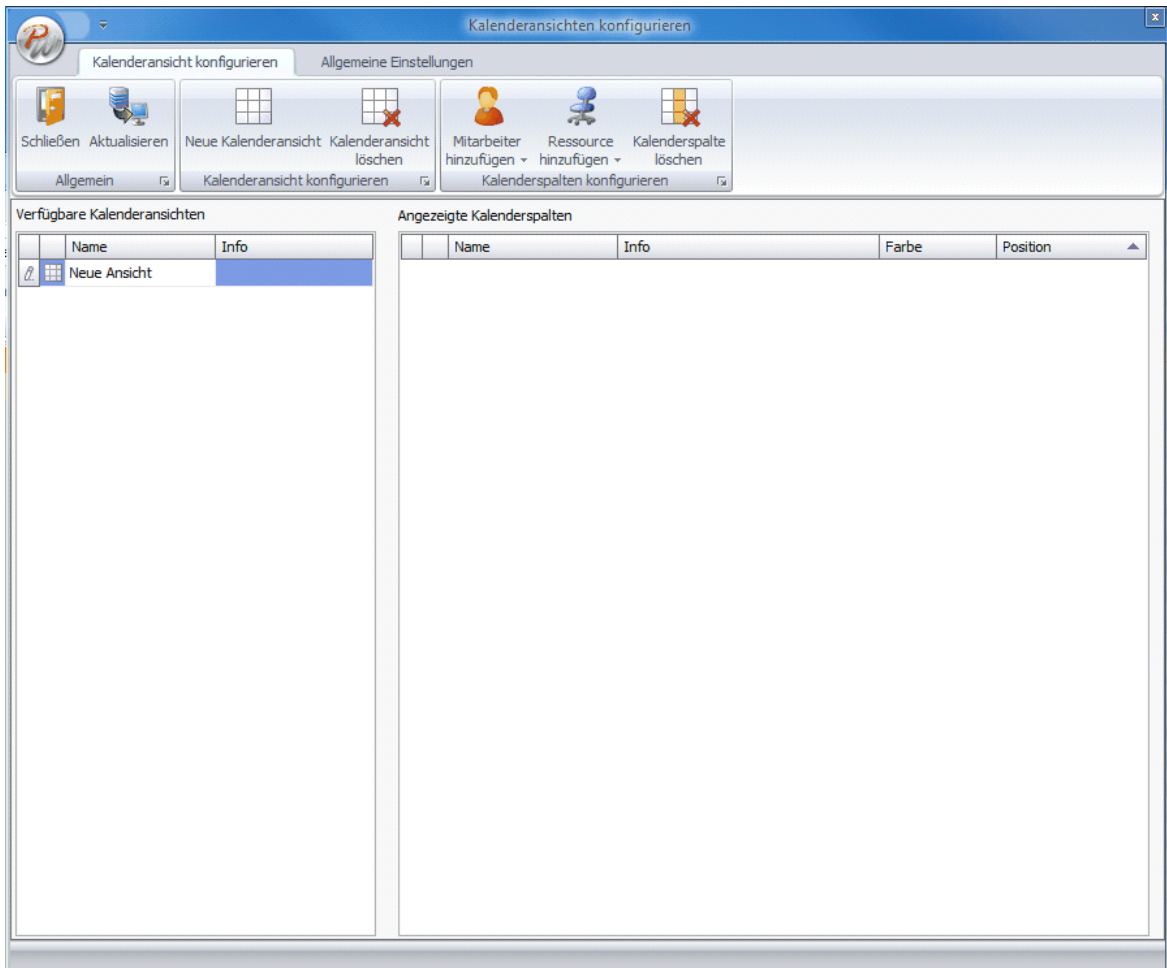 Kalenderansichten konfigurieren
PW
Kalenderansicht konfigurieren Allgemeine Einstellungen
Schließen Aktualisieren Neue Kalenderansicht Kalenderansicht löschen Mitarbeiter hinzufügen Ressource hinzufügen Kalenderspalte löschen
Allgemein Kalenderansicht konfigurieren Kalenderspalten konfigurieren
Verfügbare Kalenderansichten Angezeigte Kalenderspalten
Name Info Name Info Farbe Position
Neue Ansicht